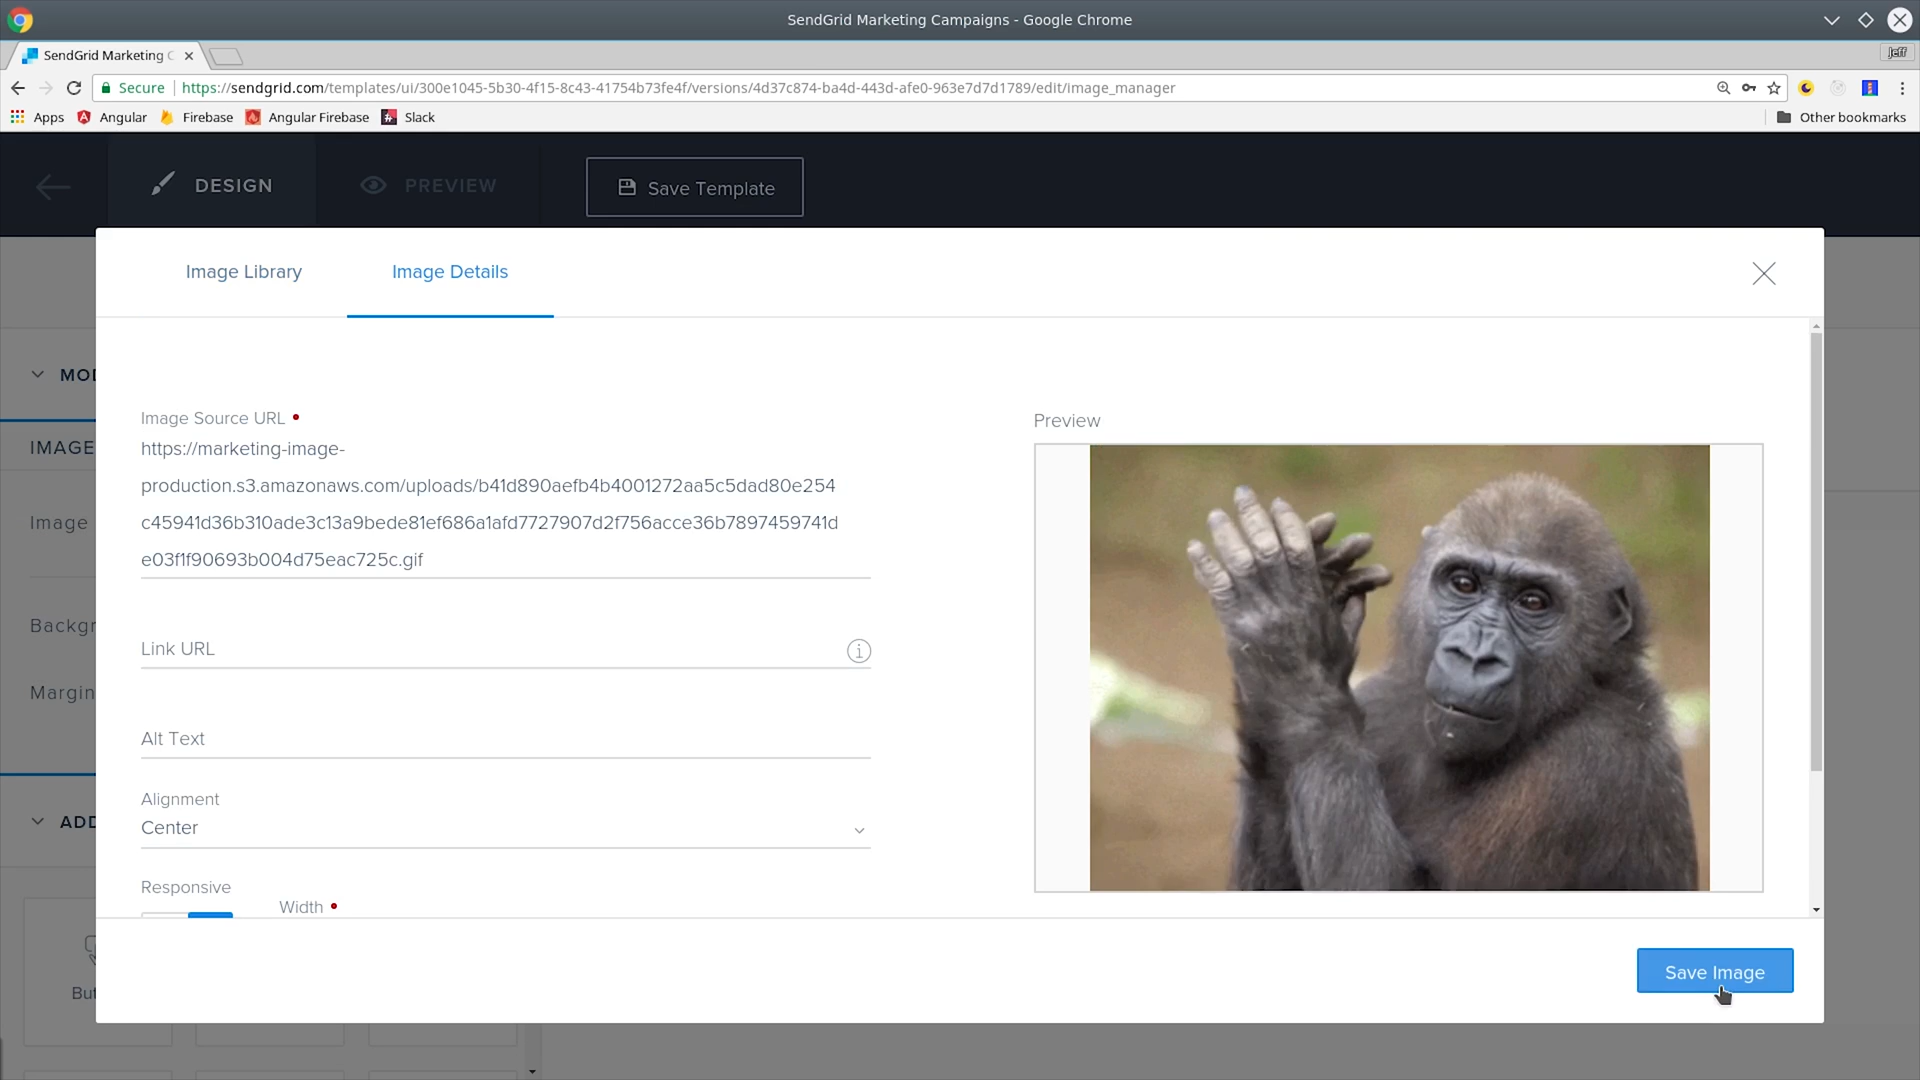 SendGrid Marketing Campaigns - Google Chrome
SendGrid Marketing C
Jeff
Secure
https://sendgrid.com/templates/ui/300e1045-5b30-4f15-8c43-41754b73fe4f/versions/4d37c874-ba4d-443d-afe0-963e7d7d1789/edit/image_manager
Apps Angular Firebase Angular Firebase Slack Other bookmarks
DESIGN PREVIEW Save Template
Image Library Image Details
MOD
IMAGE
Image
Backgr
Margin
ADD
But
Image Source URL
https://marketing-image-
production.s3.amazonaws.com/uploads/b41d890aefb4b4001272aa5c5dad80e254
c45941d36b310ade3c13a9bede81ef686a1afd7727907d2f756acce36b7897459741d
e03f1f90693b004d75eac725c.gif
Link URL
Alt Text
Alignment
Center
Responsive
Width
Preview
Save Image